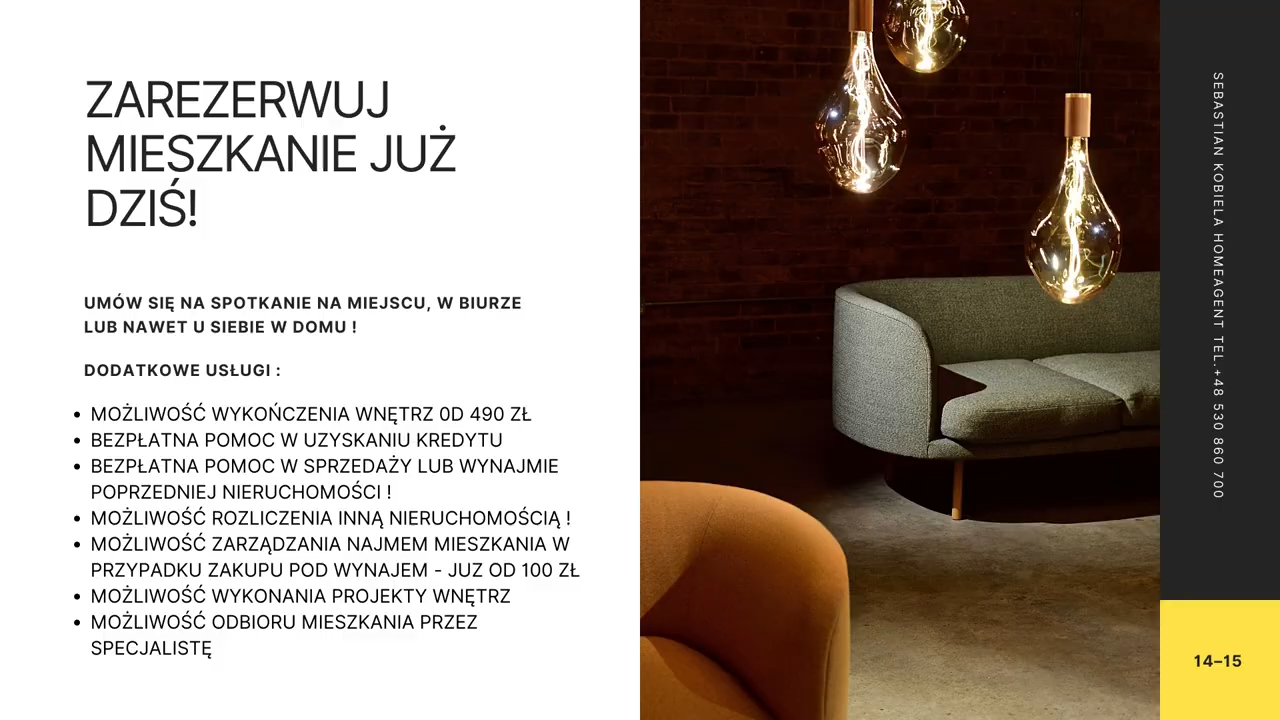 ZAREZERWUJ
MIESZKANIE JUŻ
DZIŚ!
UMÓW SIĘ NA SPOTKANIE NA MIEJSCU, W BIURZE
LUB NAWET U SIEBIE W DOMU !
DODATKOWE USŁUGI :
• MOŻLIWOŚĆ WYKOŃCZENIA WNĘTRZ 0D 490 ZŁ
• BEZPŁATNA POMOC W UZYSKANIU KREDYTU
• BEZPŁATNA POMOC W SPRZEDAŻY LUB WYNAJMIE
POPRZEDNIEJ NIERUCHOMOŚCI !
• MOŻLIWOŚĆ ROZLICZENIA INNĄ NIERUCHOMOŚCIĄ !
• MOŻLIWOŚĆ ZARZĄDZANIA NAJMEM MIESZKANIA W
PRZYPADKU ZAKUPU POD WYNAJEM - JUZ OD 100 ZŁ
• MOŻLIWOŚĆ WYKONANIA PROJEKTY WNĘTRZ
• MOŻLIWOŚĆ ODBIORU MIESZKANIA PRZEZ
SPECJALISTĘ
SEBASTIAN KOBIELA HOMEAGENT TEL.+48 530 860 700
14–15